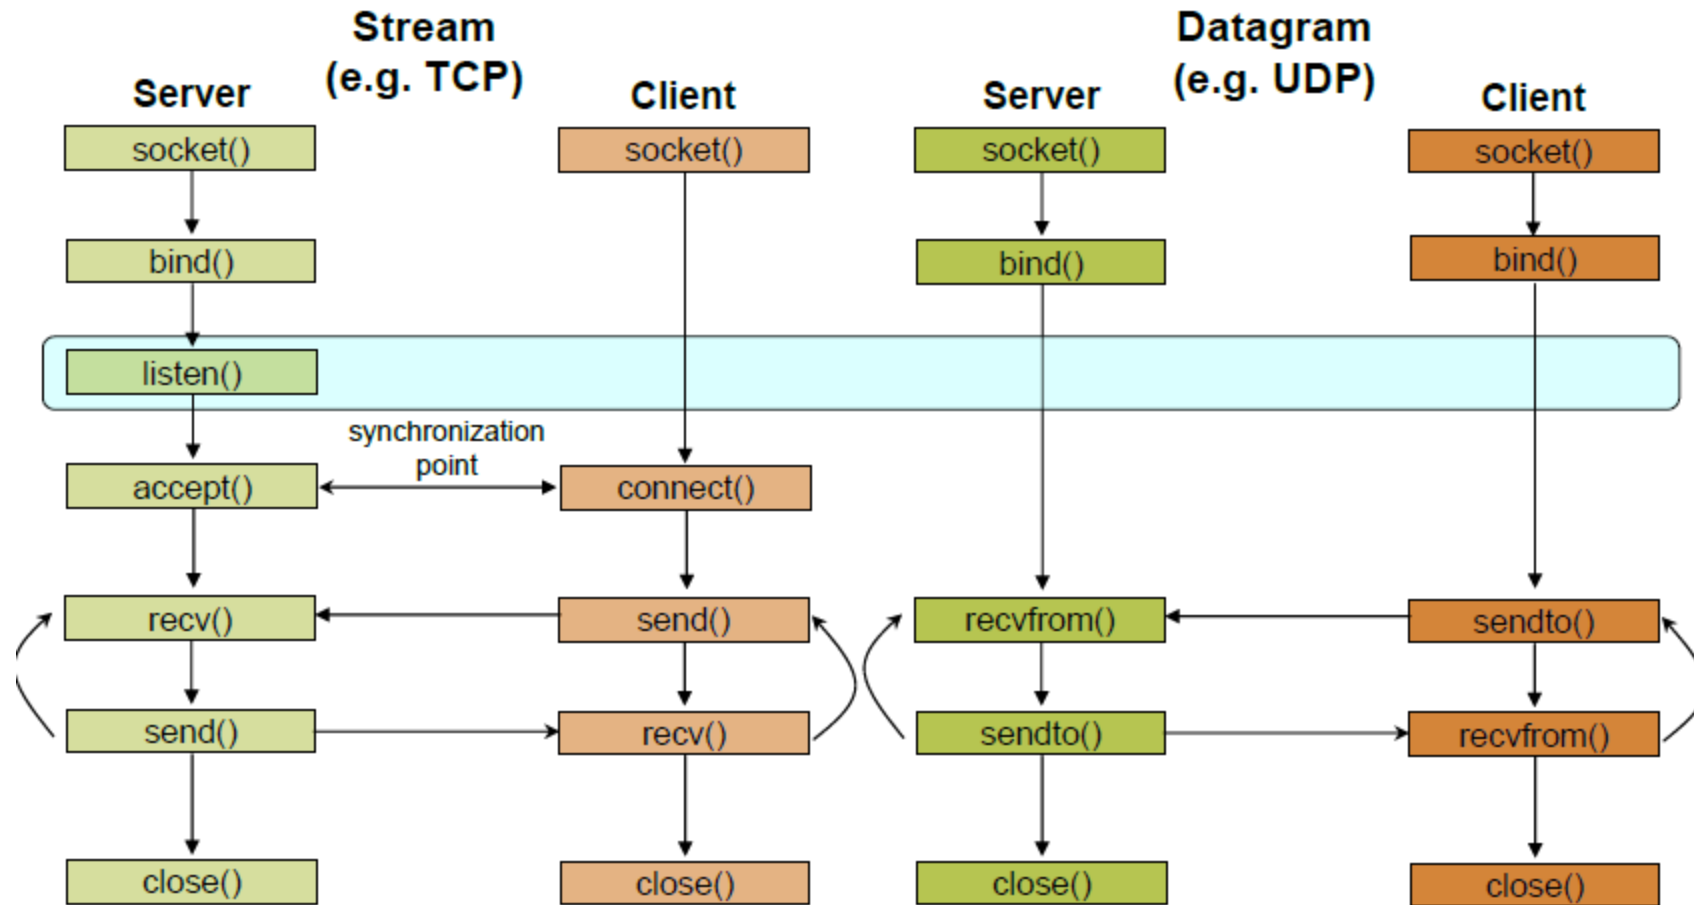 Stream
(e.g. TCP)
Datagram
(e.g. UDP)
Server
Client
Server
Client
socket()
socket()
socket()
socket()
bind()
bind()
bind()
listen()
synchronization
point
accept()
connect()
recv()
send()
recvfrom()
sendto()
send()
recv()
sendto()
recvfrom()
close()
close()
close()
close()